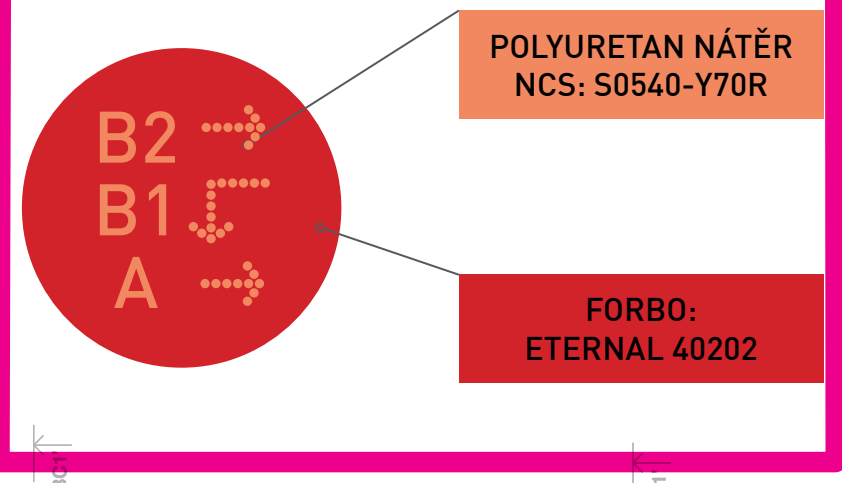 POLYURETAN NÁTĚR
NCS: S0540-Y70R
B2
B1
A
FORBO:
ETERNAL 40202